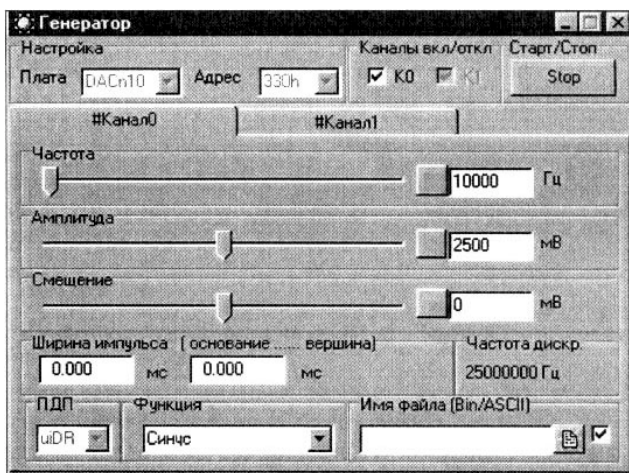 Генератор
Настройка Каналы вкл/откл Старт/Стоп
Плата DACn10 Адрес 330h К0 К1 Stop
#Канал0 #Канал1
Частота
10000 Гц
Амплитуда
2500 мВ
Смещение
0 мВ
Ширина импульса ( основание ...... вершина) Частота дискр.
0.000 мс 0.000 мс 25000000 Гц
ПДП Функция Имя файла (Bin/ASCII)
uiDR Синус